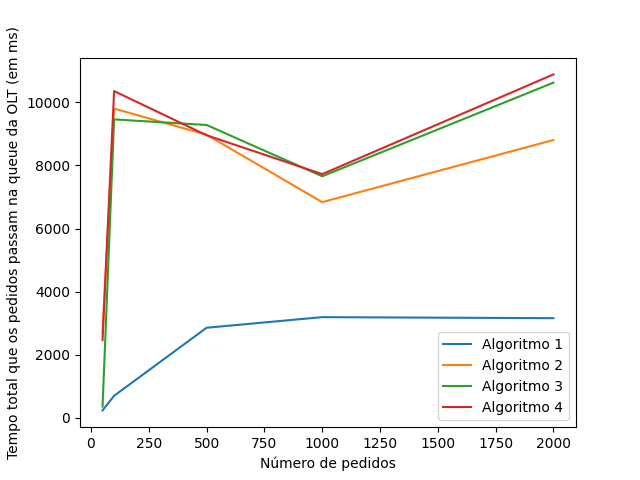 Tempo total que os pedidos passam na queue da OLT (em ms)
10000
8000
6000
4000
2000
0
0 250 500 750 1000 1250 1500 1750 2000
Número de pedidos
Algoritmo 1
Algoritmo 2
Algoritmo 3
Algoritmo 4